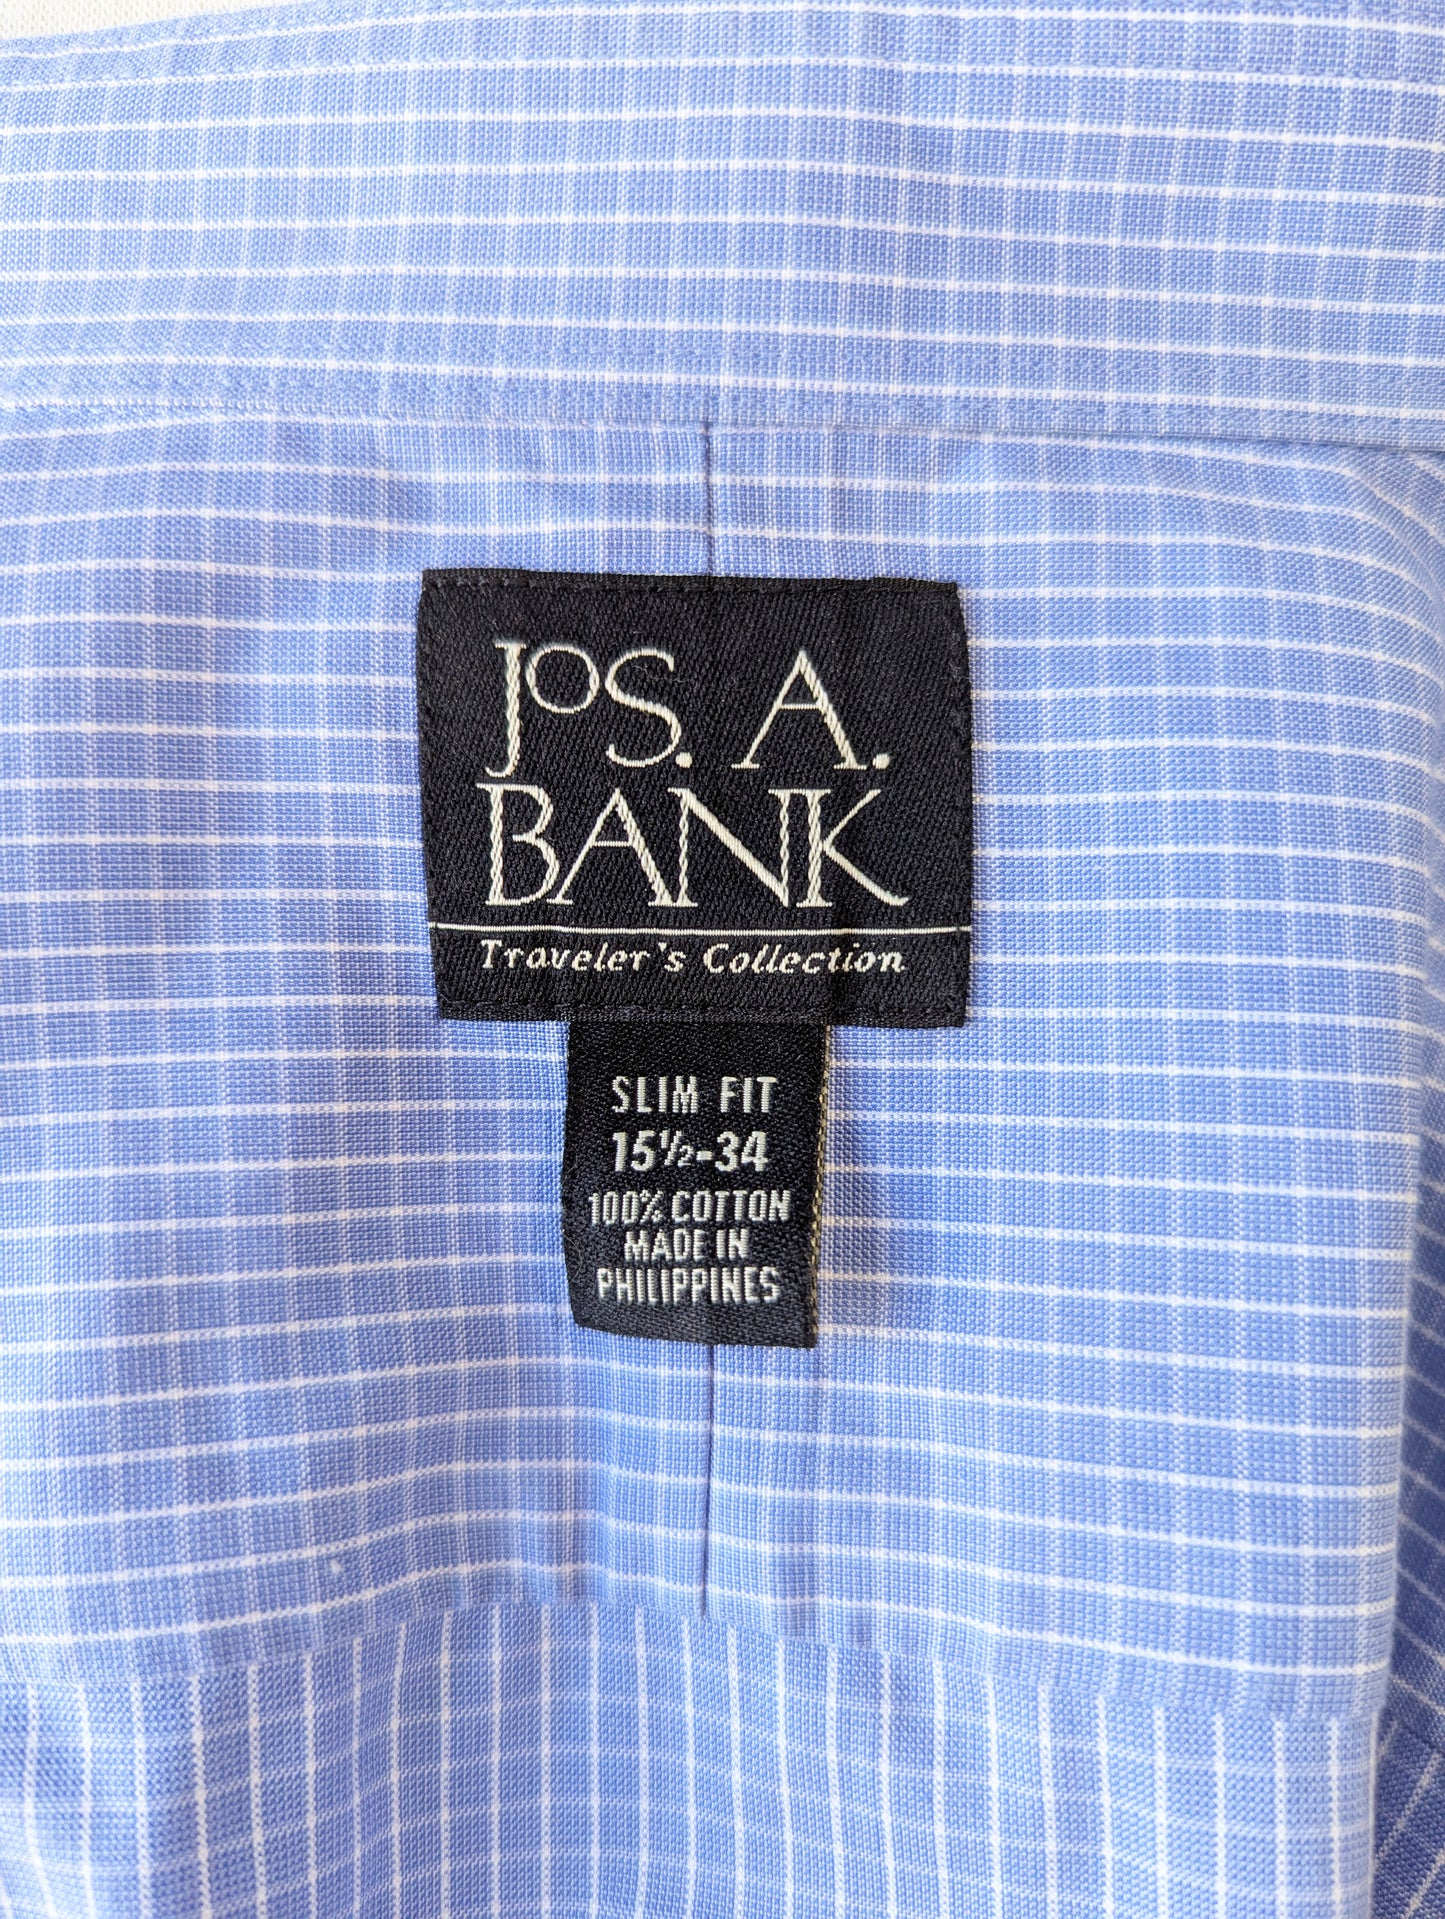 JoS. A.
BANK
Traveler's Collection
SLIM FIT
15½-34
100% COTTON
MADE IN
PHILIPPINES